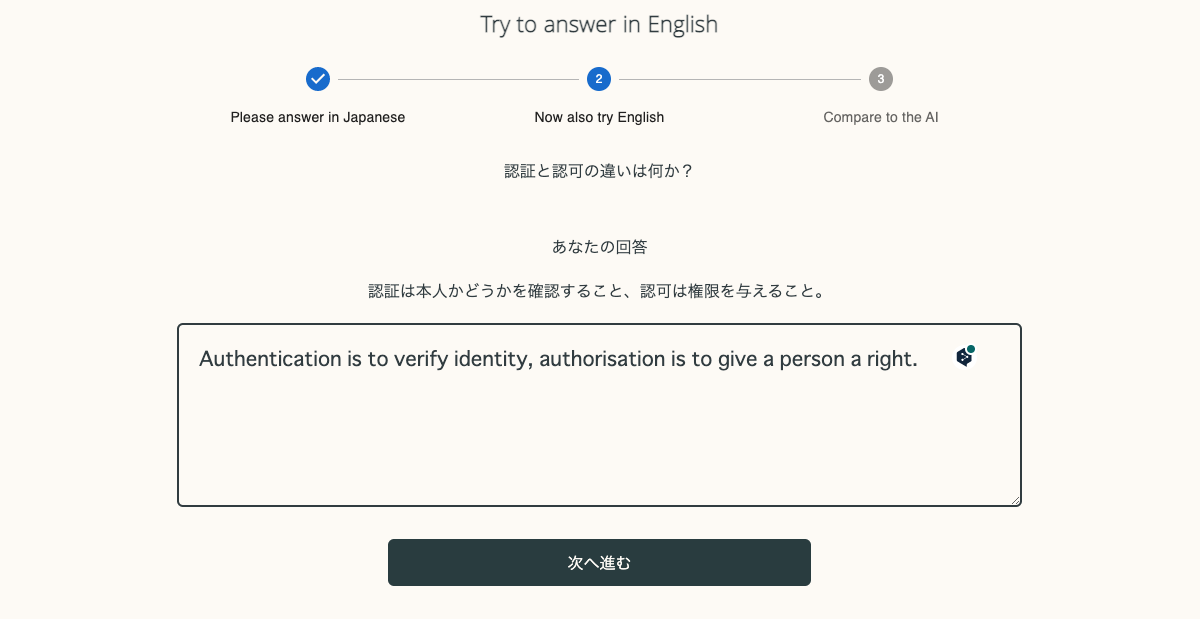 Try to answer in English
2
3
Please answer in Japanese
Now also try English
Compare to the AI
認証と認可の違いは何か？
あなたの回答
認証は本人かどうかを確認すること、認可は権限を与えること。
Authentication is to verify identity, authorisation is to give a person a right.
次へ進む